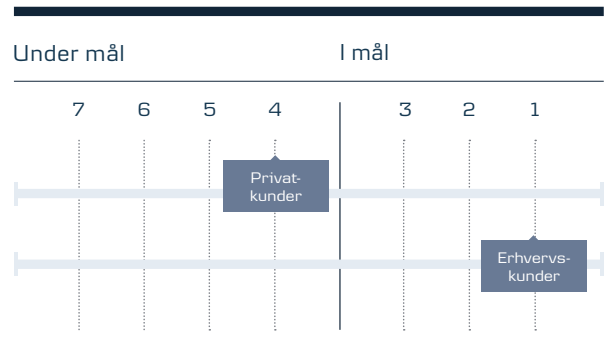 Under mål I mål
7 6 5 4 3 2 1
Privat-
kunder
Erhvervs-
kunder